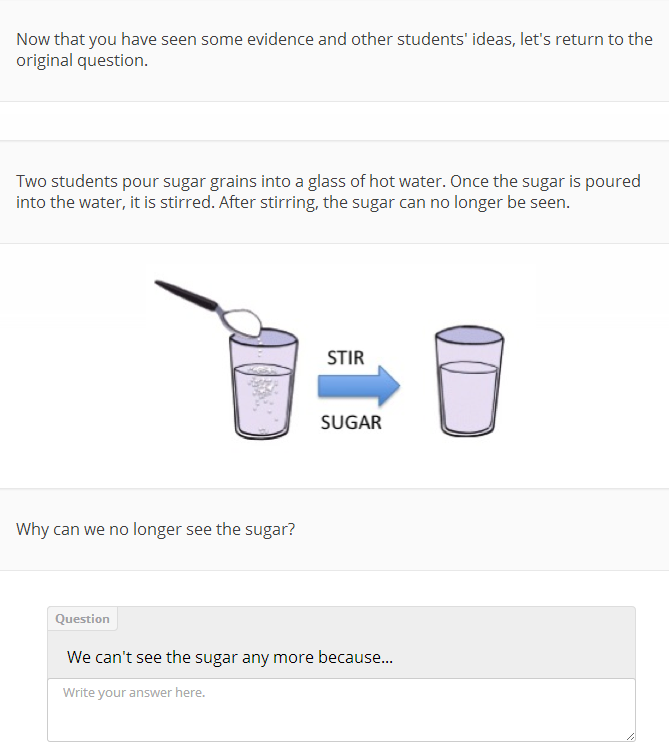 Now that you have seen some evidence and other students' ideas, let's return to the
original question.
Two students pour sugar grains into a glass of hot water. Once the sugar is poured
into the water, it is stirred. After stirring, the sugar can no longer be seen.
STIR
SUGAR
Why can we no longer see the sugar?
Question
We can't see the sugar any more because...
Write your answer here.